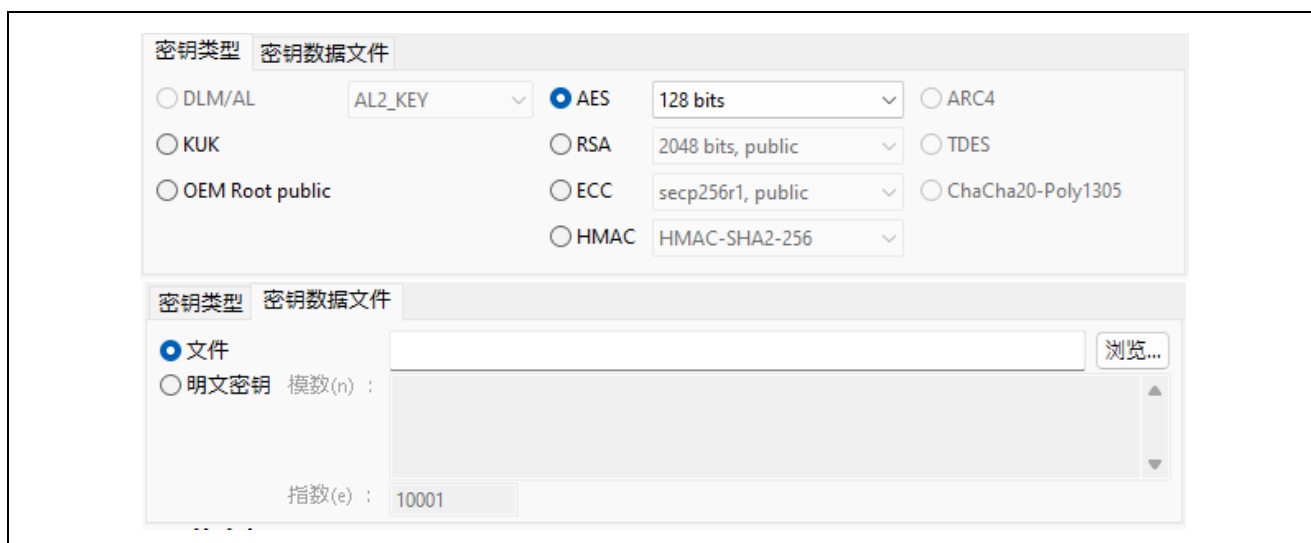 密钥类型 密钥数据文件
DLM/AL AL2_KEY AES 128 bits ARC4
KUK RSA 2048 bits, public TDES
OEM Root public ECC secp256r1, public ChaCha20-Poly1305
HMAC HMAC-SHA2-256
密钥类型 密钥数据文件
文件 浏览...
明文密钥 模数(n) :
指数(e) : 10001